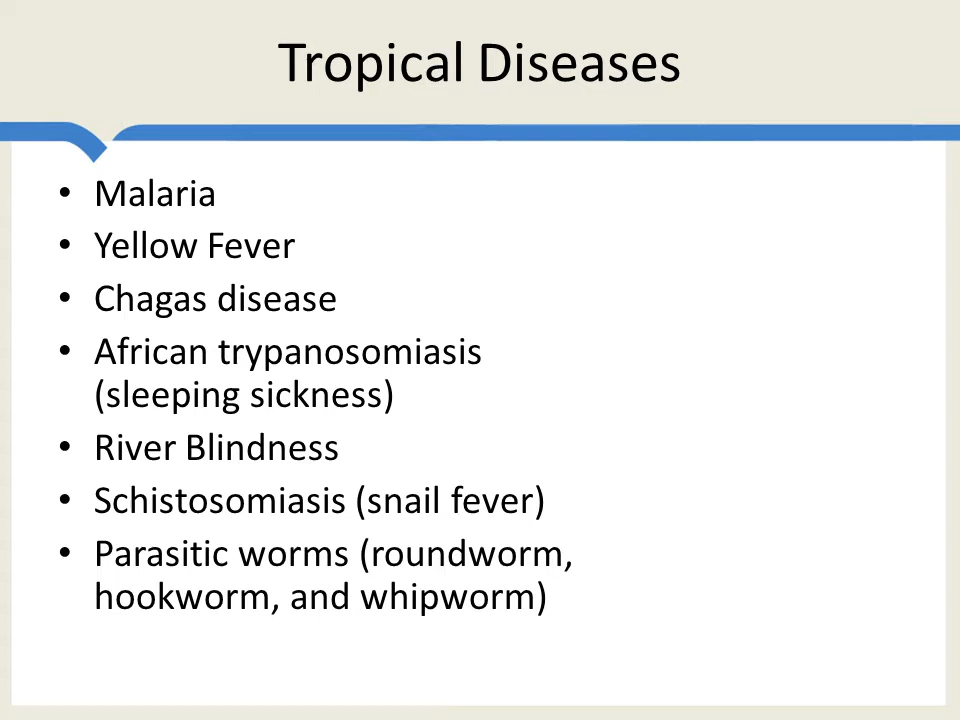 Tropical Diseases
• Malaria
• Yellow Fever
• Chagas disease
• African trypanosomiasis
(sleeping sickness)
• River Blindness
• Schistosomiasis (snail fever)
• Parasitic worms (roundworm,
hookworm, and whipworm)